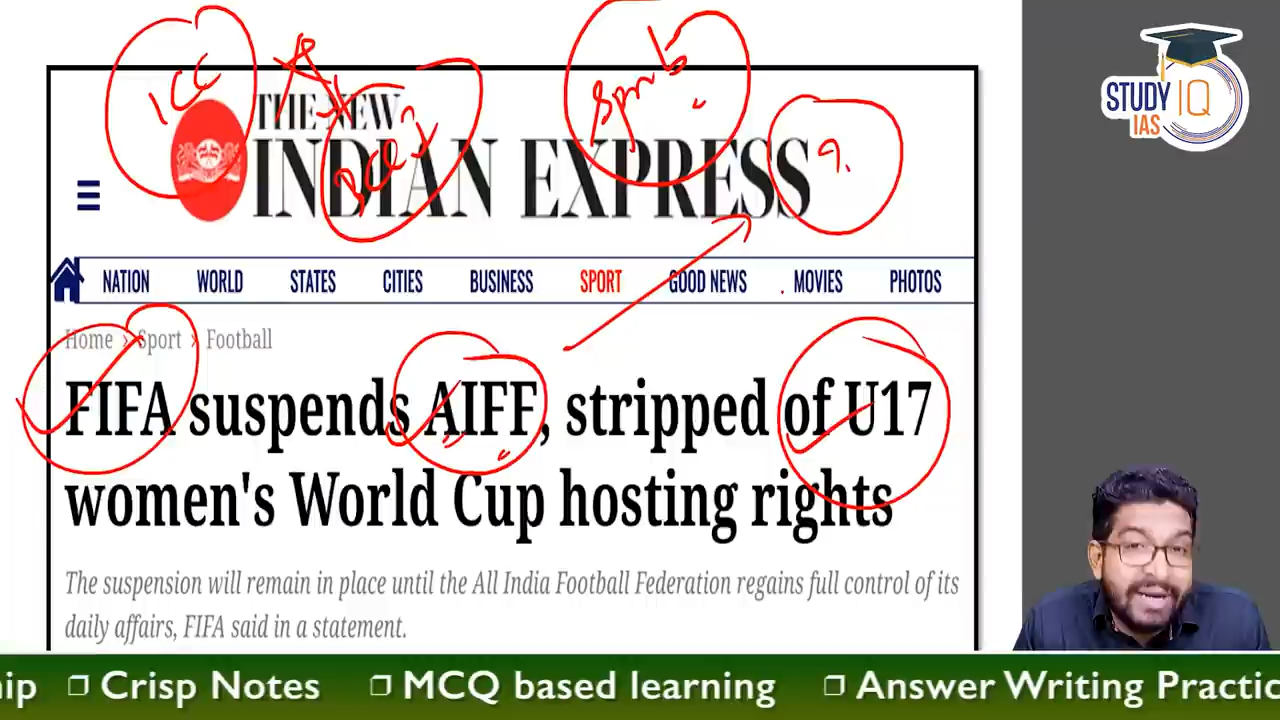 ICC
BCCI
9.
THE NEW
INDIAN EXPRESS
STUDY IQ
IAS
NATION WORLD STATES CITIES BUSINESS SPORT GOOD NEWS MOVIES PHOTOS
Home › Sport › Football
FIFA suspends AIFF, stripped of U17
women's World Cup hosting rights
The suspension will remain in place until the All India Football Federation regains full control of its
daily affairs, FIFA said in a statement.
ip ❐ Crisp Notes ❐ MCQ based learning ❐ Answer Writing Practic